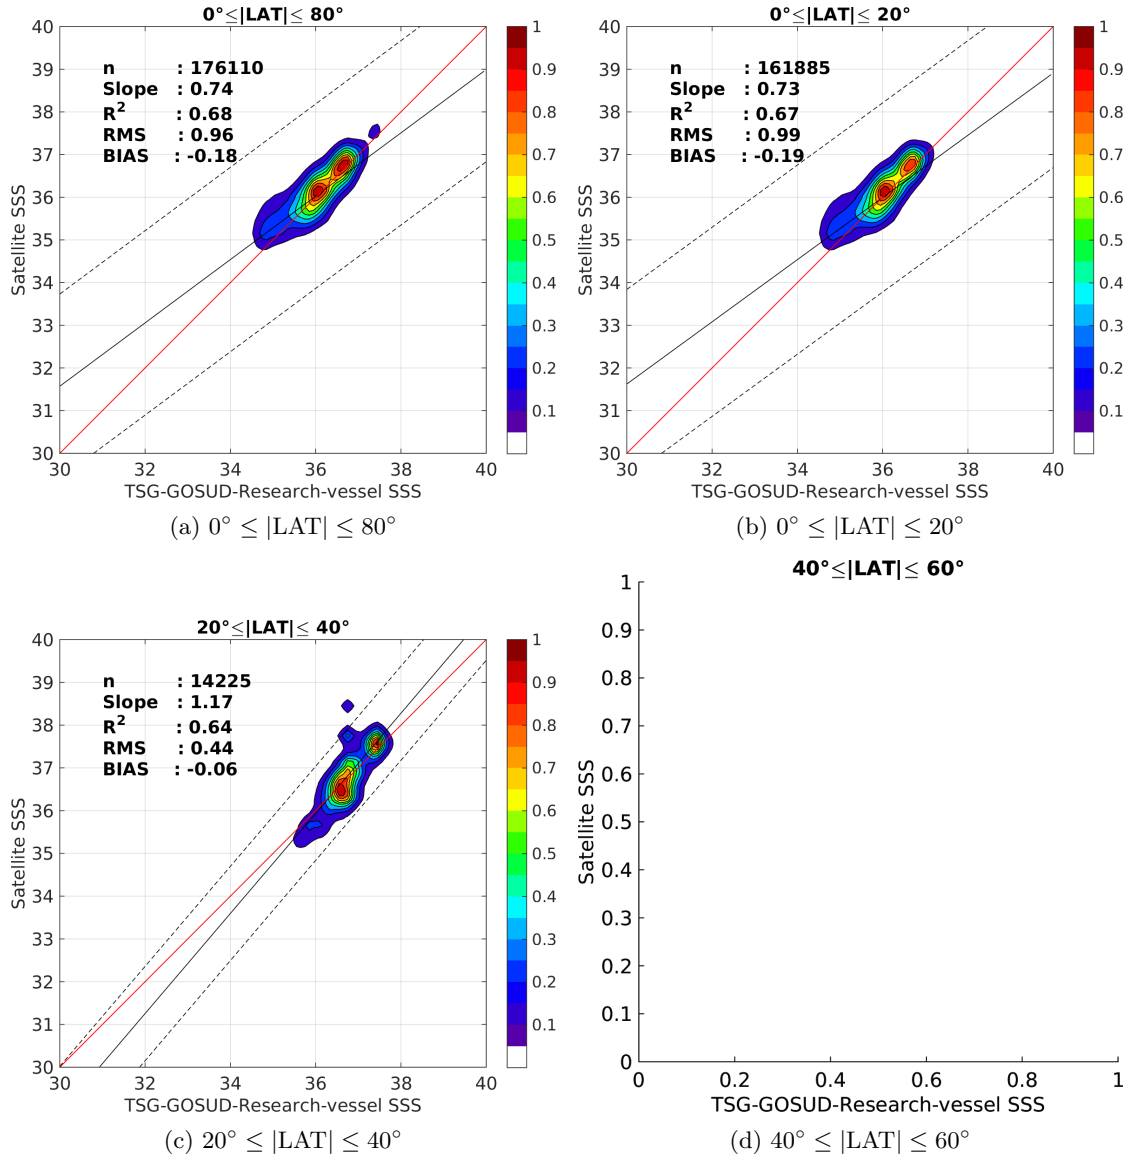 0°≤|LAT|≤ 80°
n : 176110
Slope : 0.74
R² : 0.68
RMS : 0.96
BIAS : -0.18
Satellite SSS
40
39
38
37
36
35
34
33
32
31
30
30 32 34 36 38 40
TSG-GOSUD-Research-vessel SSS
1
0.9
0.8
0.7
0.6
0.5
0.4
0.3
0.2
0.1
(a) 0° ≤ |LAT| ≤ 80°
0°≤|LAT|≤ 20°
n : 161885
Slope : 0.73
R² : 0.67
RMS : 0.99
BIAS : -0.19
Satellite SSS
40
39
38
37
36
35
34
33
32
31
30
30 32 34 36 38 40
TSG-GOSUD-Research-vessel SSS
1
0.9
0.8
0.7
0.6
0.5
0.4
0.3
0.2
0.1
(b) 0° ≤ |LAT| ≤ 20°
20°≤|LAT|≤ 40°
n : 14225
Slope : 1.17
R² : 0.64
RMS : 0.44
BIAS : -0.06
Satellite SSS
40
39
38
37
36
35
34
33
32
31
30
30 32 34 36 38 40
TSG-GOSUD-Research-vessel SSS
1
0.9
0.8
0.7
0.6
0.5
0.4
0.3
0.2
0.1
(c) 20° ≤ |LAT| ≤ 40°
40°≤|LAT|≤ 60°
Satellite SSS
1
0.9
0.8
0.7
0.6
0.5
0.4
0.3
0.2
0.1
0
0 0.2 0.4 0.6 0.8 1
TSG-GOSUD-Research-vessel SSS
(d) 40° ≤ |LAT| ≤ 60°